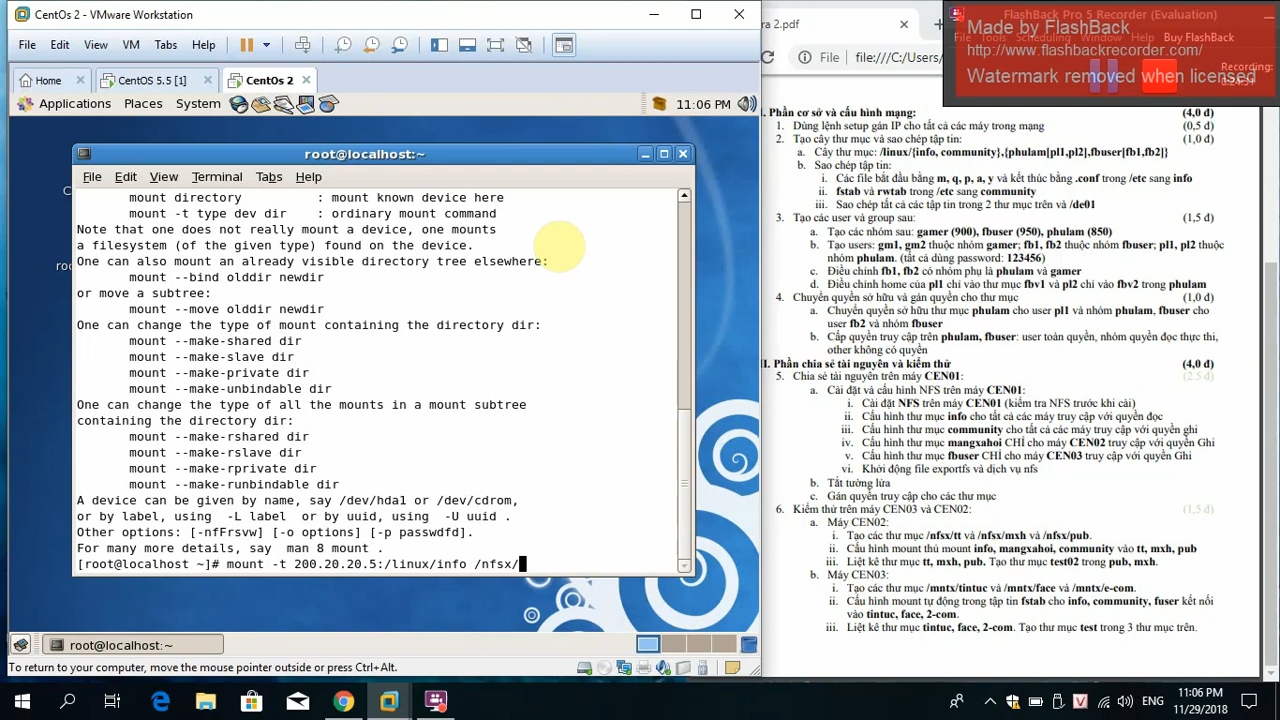 CentOs 2 - VMware Workstation
File Edit View VM Tabs Help
Home CentOS 5.5 [1] CentOs 2
Applications Places System 11:06 PM
root@localhost:~
File Edit View Terminal Tabs Help
mount directory : mount known device here
mount -t type dev dir : ordinary mount command
Note that one does not really mount a device, one mounts
a filesystem (of the given type) found on the device.
One can also mount an already visible directory tree elsewhere:
mount --bind olddir newdir
or move a subtree:
mount --move olddir newdir
One can change the type of mount containing the directory dir:
mount --make-shared dir
mount --make-slave dir
mount --make-private dir
mount --make-unbindable dir
One can change the type of all the mounts in a mount subtree
containing the directory dir:
mount --make-rshared dir
mount --make-rslave dir
mount --make-rprivate dir
mount --make-runbindable dir
A device can be given by name, say /dev/hda1 or /dev/cdrom,
or by label, using -L label or by uuid, using -U uuid .
Other options: [-nfFrsvw] [-o options] [-p passwdfd].
For many more details, say man 8 mount .
[root@localhost ~]# mount -t 200.20.20.5:/linux/info /nfsx/
root@localhost:~
To return to your computer, move the mouse pointer outside or press Ctrl+Alt.
ra 2.pdf
File file:///C:/Users/
FlashBack Pro 5 Recorder (Evaluation)
File Tools Scheduling Window Help Buy FlashBack
Recording:
Made by FlashBack
http://www.flashbackrecorder.com/
Watermark removed when licensed
I. Phần cơ sở và cấu hình mạng: (4,0 đ)
1. Dùng lệnh setup gán IP cho tất cả các máy trong mạng (0,5 đ)
2. Tạo cây thư mục và sao chép tập tin: (1,0 đ)
a. Cây thư mục: /linux/{info, community},{phulam[pl1,pl2],fbuser[fb1,fb2]}
b. Sao chép tập tin:
i. Các file bắt đầu bằng m, q, p, a, y và kết thúc bằng .conf trong /etc sang info
ii. fstab và rwtab trong /etc sang community
iii. Sao chép tất cả các tập tin trong 2 thư mục trên và /de01
3. Tạo các user và group sau: (1,5 đ)
a. Tạo các nhóm sau: gamer (900), fbuser (950), phulam (850)
b. Tạo users: gm1, gm2 thuộc nhóm gamer; fb1, fb2 thuộc nhóm fbuser; pl1, pl2 thuộc
nhóm phulam. (tất cả dùng password: 123456)
c. Điều chỉnh fb1, fb2 có nhóm phụ là phulam và gamer
d. Điều chỉnh home của pl1 chỉ vào thư mục fbv1 và pl2 chỉ vào fbv2 trong phulam
4. Chuyển quyền sở hữu và gán quyền cho thư mục (1,0 đ)
a. Chuyển quyền sở hữu thư mục phulam cho user pl1 và nhóm phulam, fbuser cho
user fb2 và nhóm fbuser
b. Cấp quyền truy cập trên phulam, fbuser: user toàn quyền, nhóm quyền đọc thực thi,
other không có quyền
II. Phần chia sẻ tài nguyên và kiểm thử (4,0 đ)
5. Chia sẻ tài nguyên trên máy CEN01: (2,5 đ)
a. Cài đặt và cấu hình NFS trên máy CEN01:
i. Cài đặt NFS trên máy CEN01 (kiểm tra NFS trước khi cài)
ii. Cấu hình thư mục info cho tất cả các máy truy cập với quyền đọc
iii. Cấu hình thư mục community cho tất cả các máy truy cập với quyền ghi
iv. Cấu hình thư mục mangxahoi CHỈ cho máy CEN02 truy cập với quyền Ghi
v. Cấu hình thư mục fbuser CHỈ cho máy CEN03 truy cập với quyền Ghi
vi. Khởi động file exportfs và dịch vụ nfs
b. Tắt tường lửa
c. Gán quyền truy cập cho các thư mục
6. Kiểm thử trên máy CEN03 và CEN02: (1,5 đ)
a. Máy CEN02:
i. Tạo các thư mục /nfsx/tt và /nfsx/mxh và /nfsx/pub.
ii. Cấu hình mount thủ mount info, mangxahoi, community vào tt, mxh, pub
iii. Liệt kê thư mục tt, mxh, pub. Tạo thư mục test02 trong pub, mxh.
b. Máy CEN03:
i. Tạo các thư mục /mntx/tintuc và /mntx/face và /mntx/e-com.
ii. Cấu hình mount tự động trong tập tin fstab cho info, community, fuser kết nối
vào tintuc, face, 2-com.
iii. Liệt kê thư mục tintuc, face, 2-com. Tạo thư mục test trong 3 thư mục trên.
ENG 11:06 PM
11/29/2018